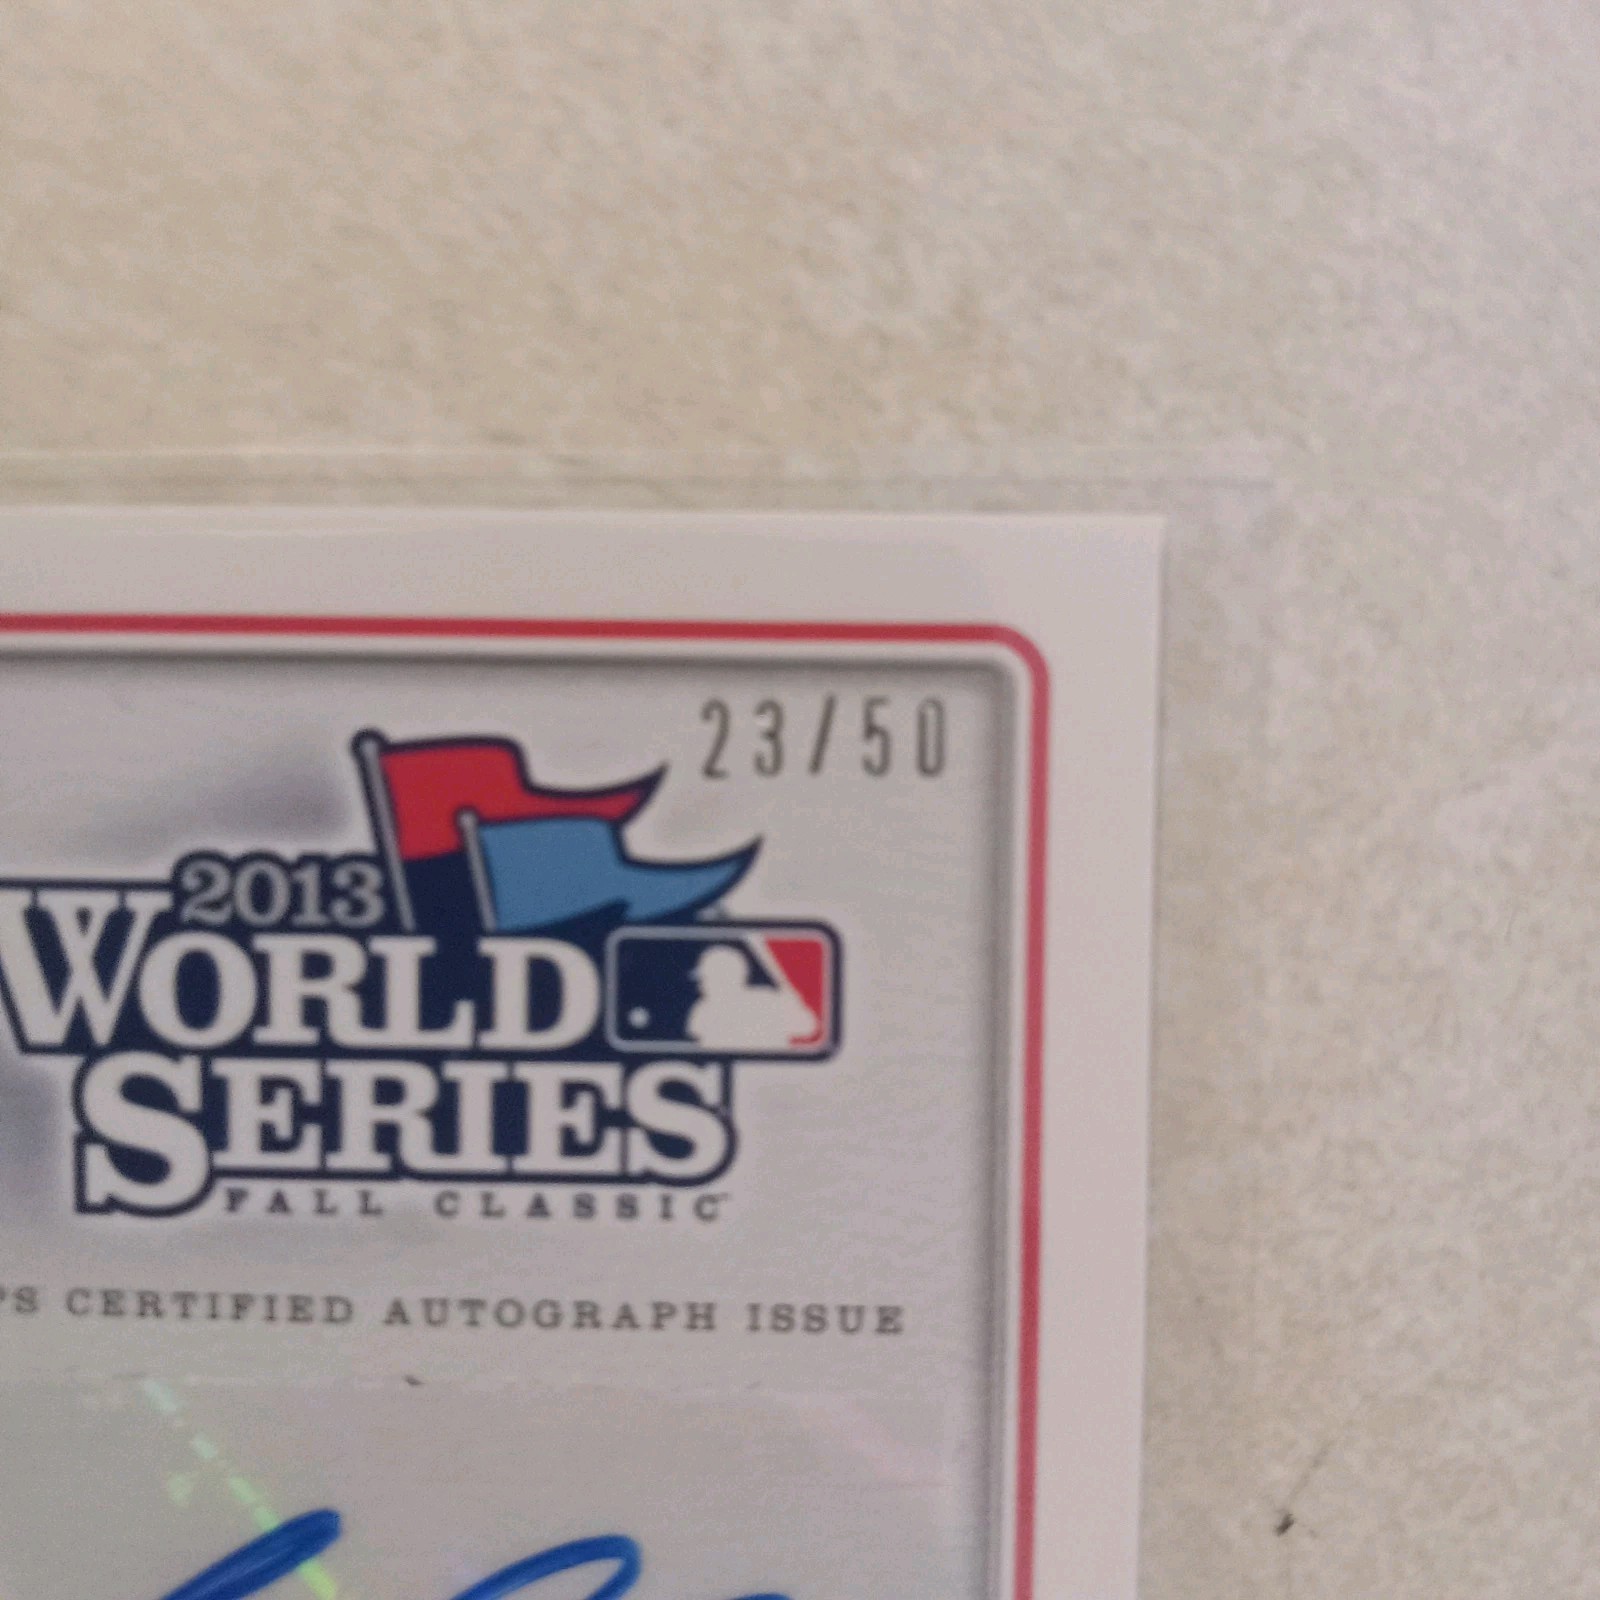 23/50
2013
WORLD
SERIES
FALL CLASSIC
CERTIFIED AUTOGRAPH ISSUE